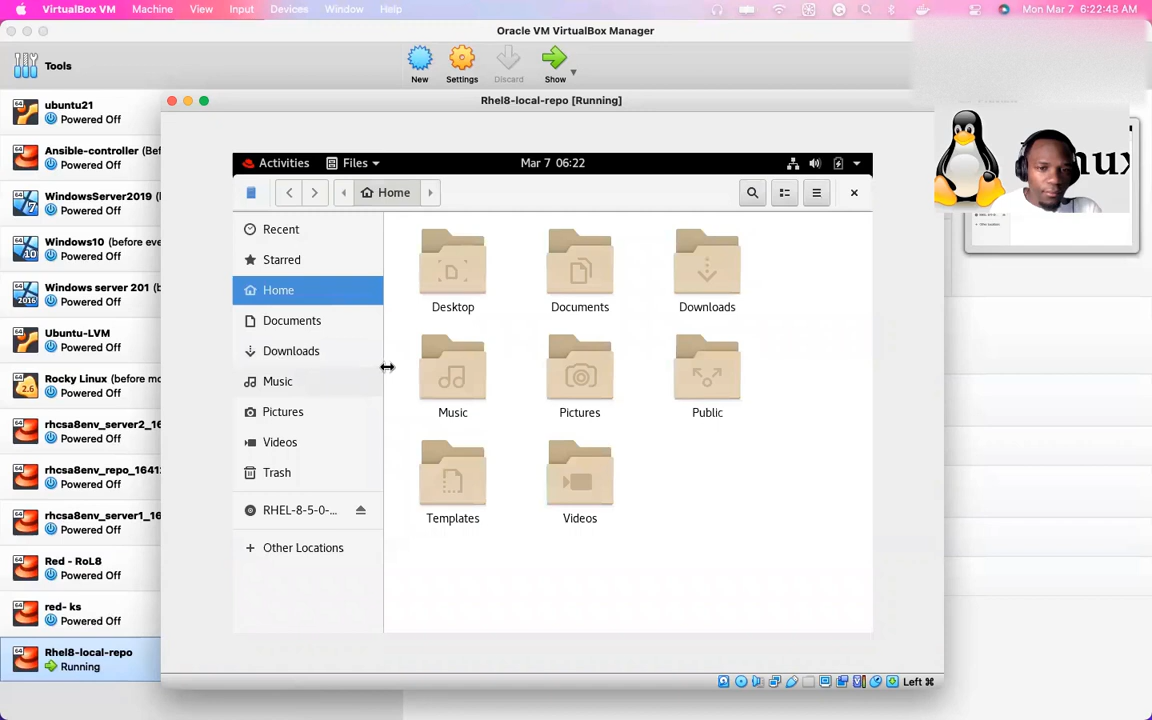 VirtualBox VM Machine View Input Devices Window Help Mon Mar 7 6:22:48 AM
Oracle VM VirtualBox Manager
Tools
New Settings Discard Show
ubuntu21
Powered Off
Ansible-controller (Bef
Powered Off
WindowsServer2019 (b
Powered Off
Windows10 (before eve
Powered Off
Windows server 201 (b
Powered Off
Ubuntu-LVM
Powered Off
Rocky Linux (before mo
Powered Off
rhcsa8env_server2_16
Powered Off
rhcsa8env_repo_1641
Powered Off
rhcsa8env_server1_16
Powered Off
Red - RoL8
Powered Off
red- ks
Powered Off
Rhel8-local-repo
Running
Rhel8-local-repo [Running]
Activities Files Mar 7 06:22
Home
Recent
Starred
Home
Documents
Downloads
Music
Pictures
Videos
Trash
RHEL-8-5-0-...
Other Locations
Desktop Documents Downloads
Music Pictures Public
Templates Videos
Left ⌘